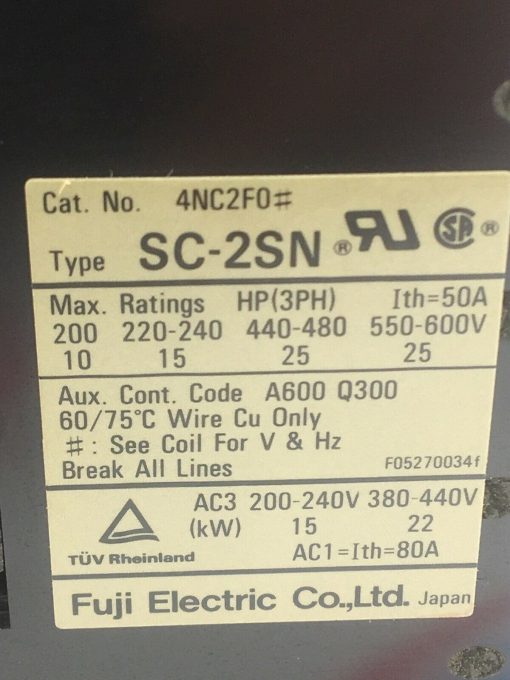 Cat. No. 4NC2F0#
Type SC-2SN ® RU SA ®
Max. Ratings HP(3PH) Ith=50A
200 220-240 440-480 550-600V
10 15 25 25
Aux. Cont. Code A600 Q300
60/75°C Wire Cu Only
#: See Coil For V & Hz
Break All Lines F05270034f
AC3 200-240V 380-440V
(kW) 15 22
TÜV Rheinland AC1=Ith=80A
Fuji Electric Co.,Ltd. Japan